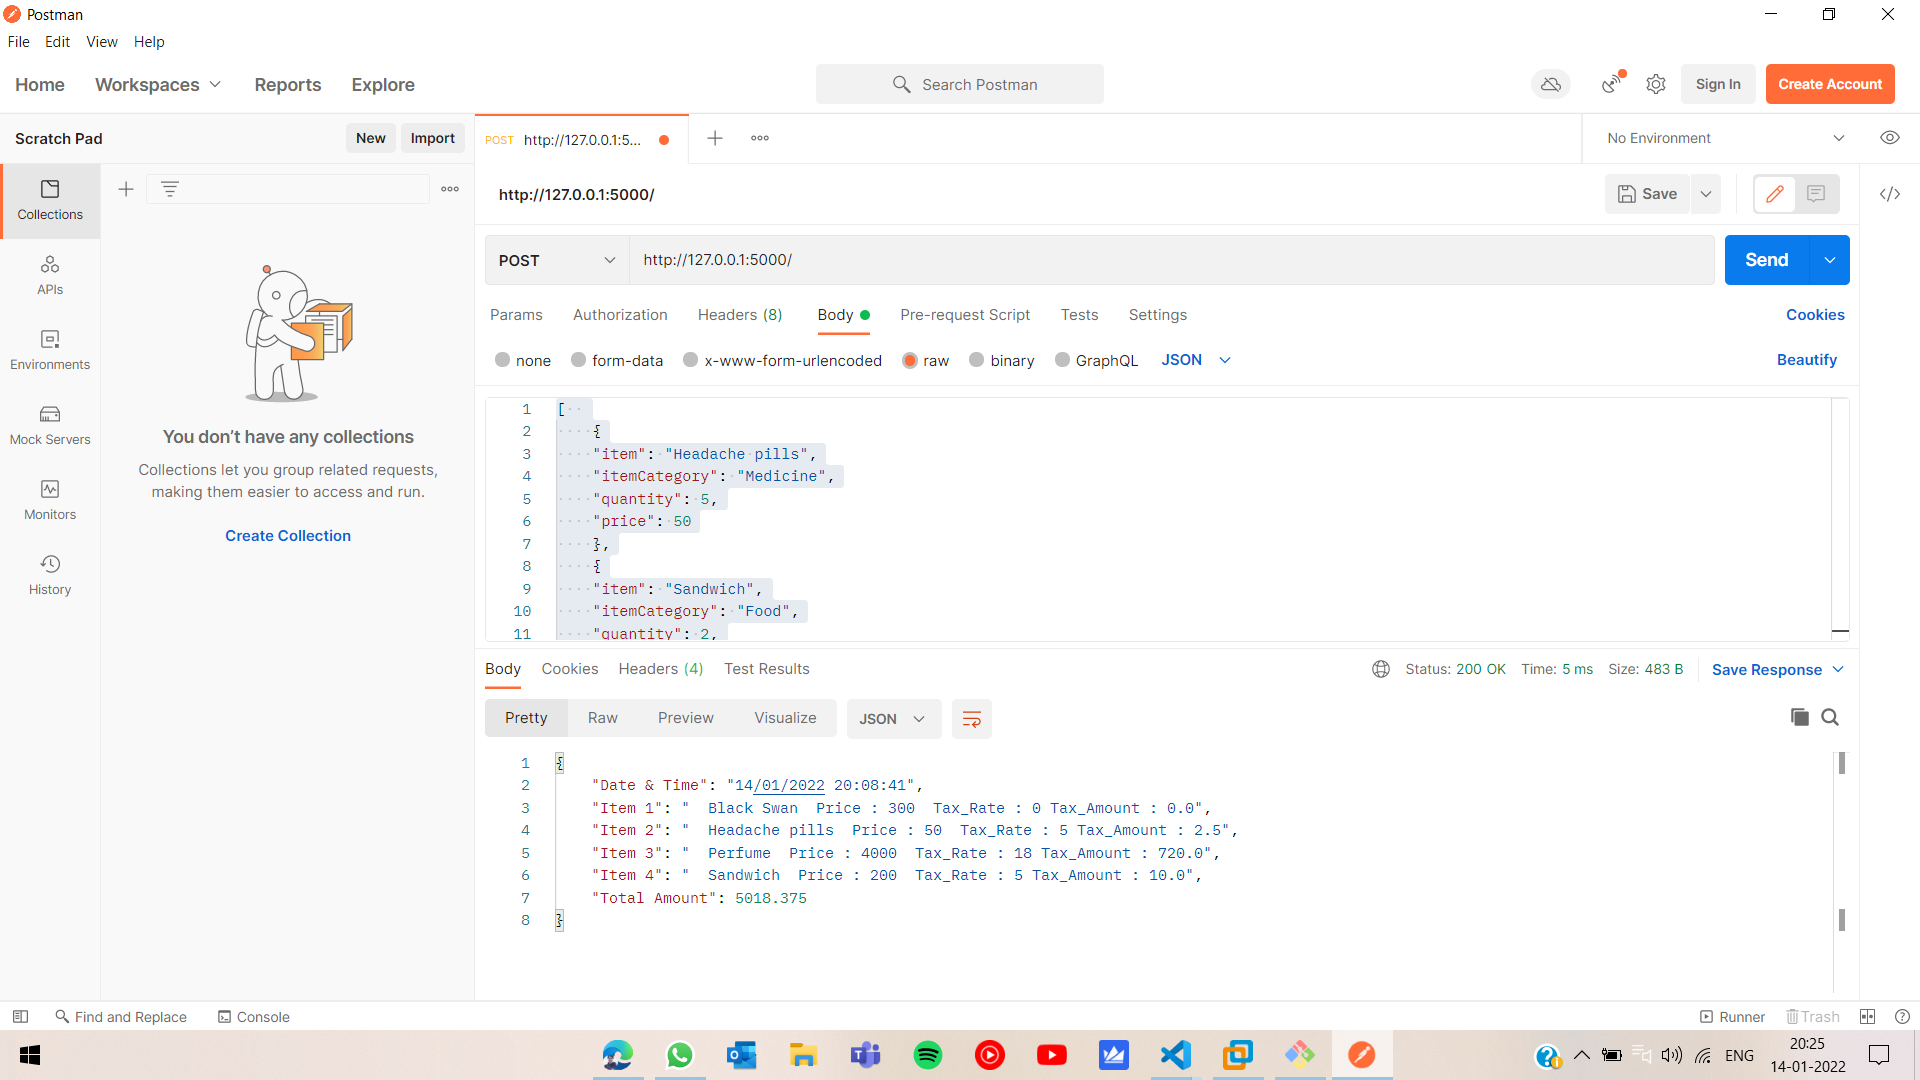 Postman
File Edit View Help
Home Workspaces Reports Explore Search Postman Sign In Create Account
Scratch Pad New Import POST http://127.0.0.1:5... No Environment
http://127.0.0.1:5000/ Save
POST http://127.0.0.1:5000/ Send
Params Authorization Headers (8) Body Pre-request Script Tests Settings Cookies
none form-data x-www-form-urlencoded raw binary GraphQL JSON Beautify
Collections
APIs
Environments
Mock Servers
Monitors
History
You don’t have any collections
Collections let you group related requests,
making them easier to access and run.
Create Collection
1 [
2 {
3 "item": "Headache pills",
4 "itemCategory": "Medicine",
5 "quantity": 5,
6 "price": 50
7 },
8 {
9 "item": "Sandwich",
10 "itemCategory": "Food",
11 "quantity": 2,
Body Cookies Headers (4) Test Results Status: 200 OK Time: 5 ms Size: 483 B Save Response
Pretty Raw Preview Visualize JSON
1 {
2 "Date & Time": "14/01/2022 20:08:41",
3 "Item 1": "  Black Swan  Price : 300  Tax_Rate : 0 Tax_Amount : 0.0",
4 "Item 2": "  Headache pills  Price : 50  Tax_Rate : 5 Tax_Amount : 2.5",
5 "Item 3": "  Perfume  Price : 4000  Tax_Rate : 18 Tax_Amount : 720.0",
6 "Item 4": "  Sandwich  Price : 200  Tax_Rate : 5 Tax_Amount : 10.0",
7 "Total Amount": 5018.375
8 }
Find and Replace Console Runner Trash
ENG 20:25
14-01-2022